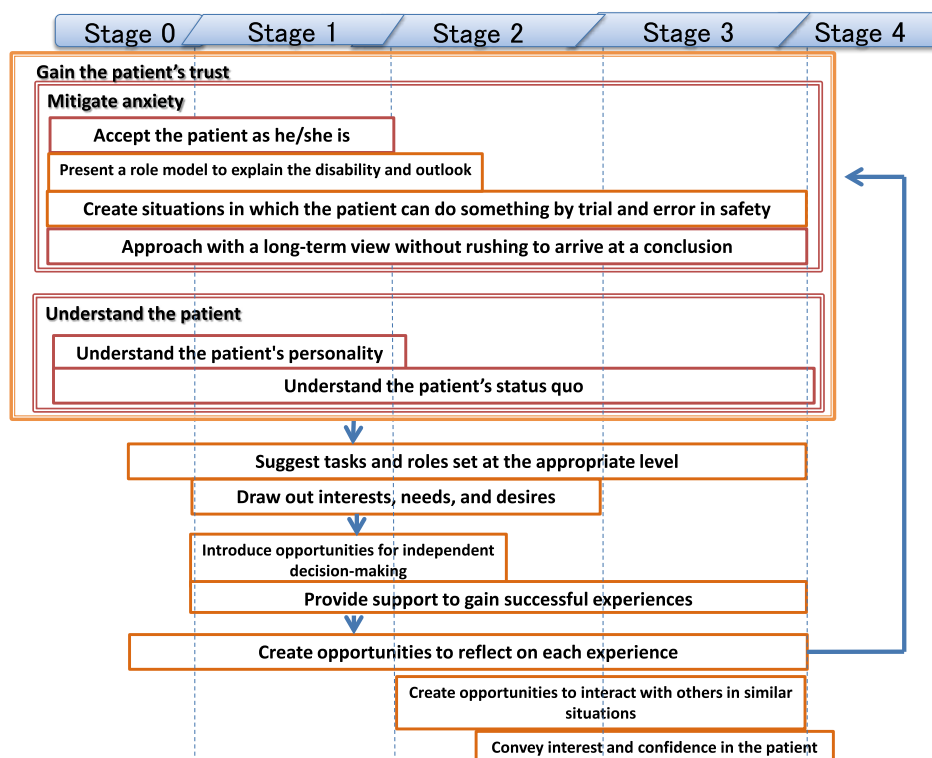 Stage 0 Stage 1 Stage 2 Stage 3 Stage 4
Gain the patient's trust
Mitigate anxiety
Accept the patient as he/she is
Present a role model to explain the disability and outlook
Create situations in which the patient can do something by trial and error in safety
Approach with a long-term view without rushing to arrive at a conclusion
Understand the patient
Understand the patient's personality
Understand the patient’s status quo
Suggest tasks and roles set at the appropriate level
Draw out interests, needs, and desires
Introduce opportunities for independent
decision-making
Provide support to gain successful experiences
Create opportunities to reflect on each experience
Create opportunities to interact with others in similar
situations
Convey interest and confidence in the patient